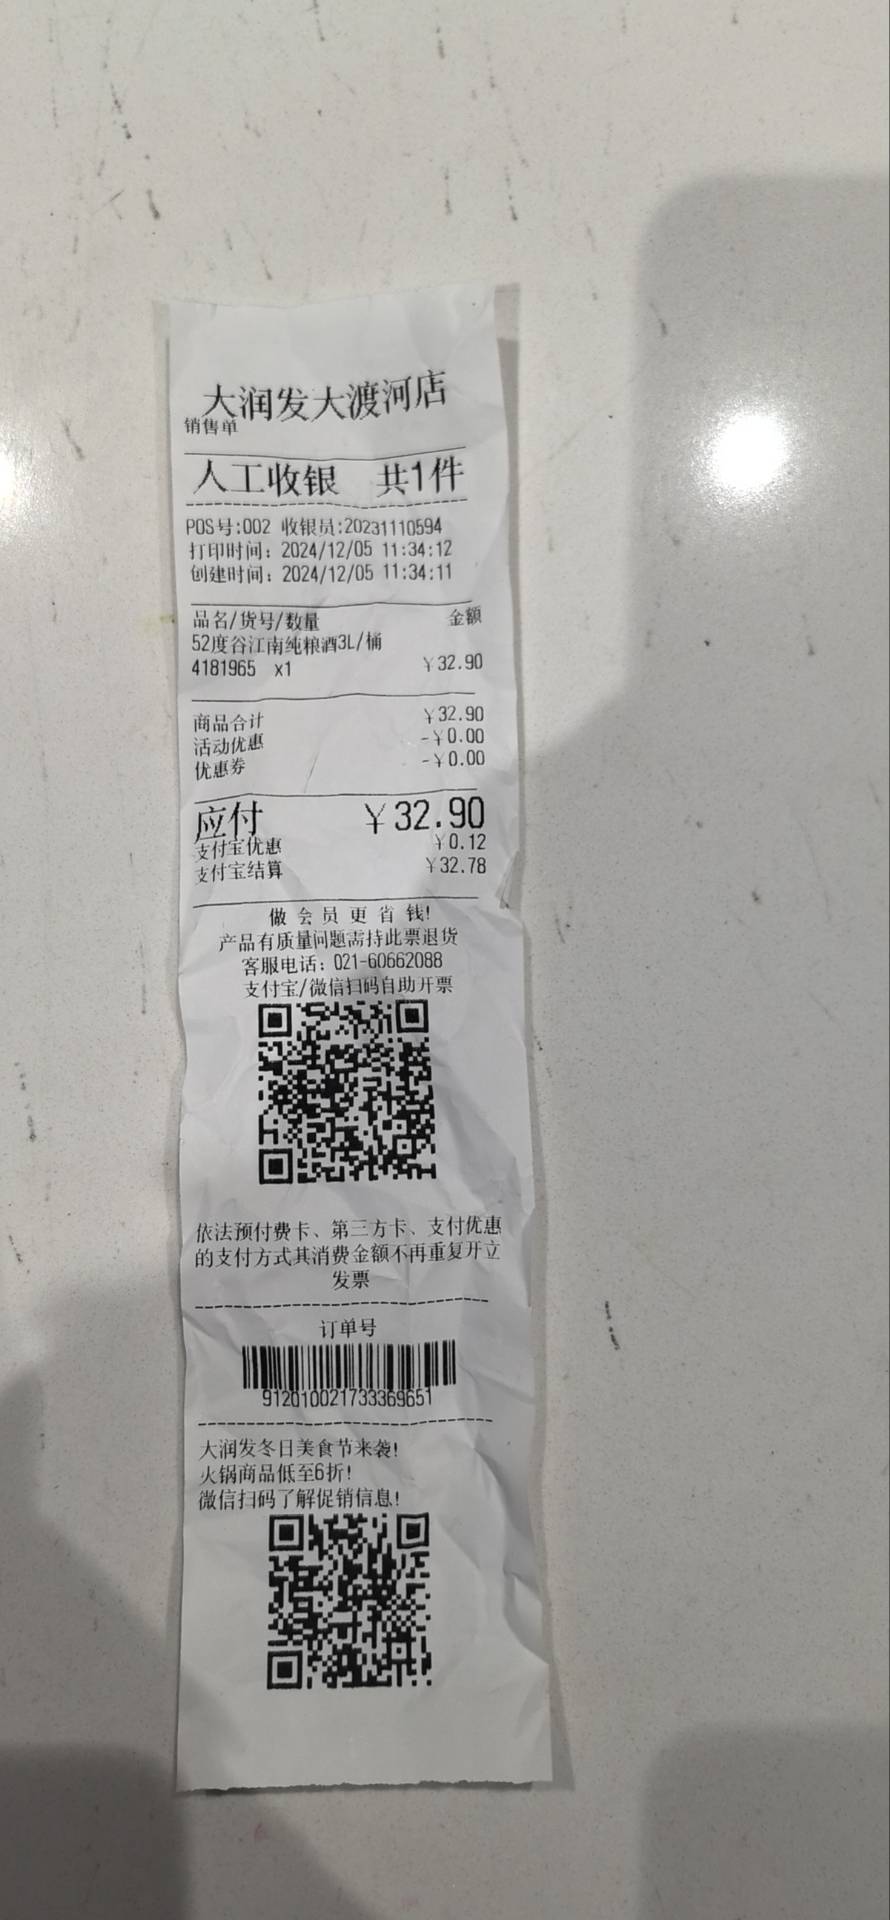 大润发大渡河店
销售单
人工收银 共1件
POS号:002 收银员:20231110594
打印时间: 2024/12/05 11:34:12
创建时间: 2024/12/05 11:34:11
品名/货号/数量 金额
52度谷江南纯粮酒3L/桶
4181965 x1 ￥32.90
商品合计 ￥32.90
活动优惠 -￥0.00
优惠券 -￥0.00
应付 ￥32.90
支付宝优惠 ￥0.12
支付宝结算 ￥32.78
做会员更省钱!
产品有质量问题需持此票退货
客服电话: 021-60662088
支付宝/微信扫码自助开票
依法预付费卡、第三方卡、支付优惠
的支付方式其消费金额不再重复开立
发票
订单号
912010021733369651
大润发冬日美食节来袭!
火锅商品低至6折!
微信扫码了解促销信息!